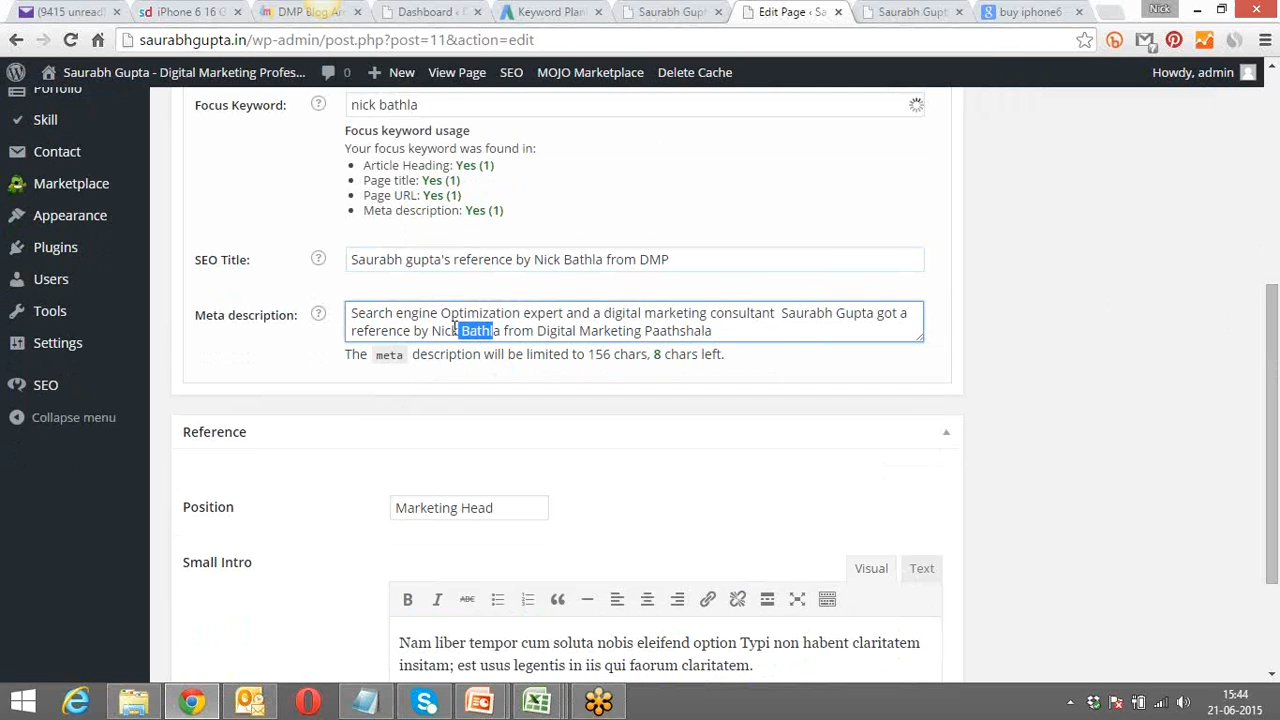 (9415 unread)
sd iPhone 6 16 G
DMP Blog Ar
Dashboard ‹
Keyword Plan
Saurabh Gupt
Edit Page ‹ Sa
Saurabh Gupt
buy iphone6
Nick
saurabhgupta.in/wp-admin/post.php?post=11&action=edit
Saurabh Gupta - Digital Marketing Profes...
0
New
View Page
SEO
MOJO Marketplace
Delete Cache
Howdy, admin
Portfolio
Skill
Contact
Marketplace
Appearance
Plugins
Users
Tools
Settings
SEO
Collapse menu
Focus Keyword:
nick bathla
Focus keyword usage
Your focus keyword was found in:
Article Heading: Yes (1)
Page title: Yes (1)
Page URL: Yes (1)
Meta description: Yes (1)
SEO Title:
Saurabh gupta's reference by Nick Bathla from DMP
Meta description:
Search engine Optimization expert and a digital marketing consultant Saurabh Gupta got a
reference by Nick Bathla from Digital Marketing Paathshala
The meta description will be limited to 156 chars, 8 chars left.
Reference
Position
Marketing Head
Small Intro
Visual
Text
B I ABC
Nam liber tempor cum soluta nobis eleifend option Typi non habent claritatem
insitam; est usus legentis in iis qui faorum claritatem.
15:44
21-06-2015